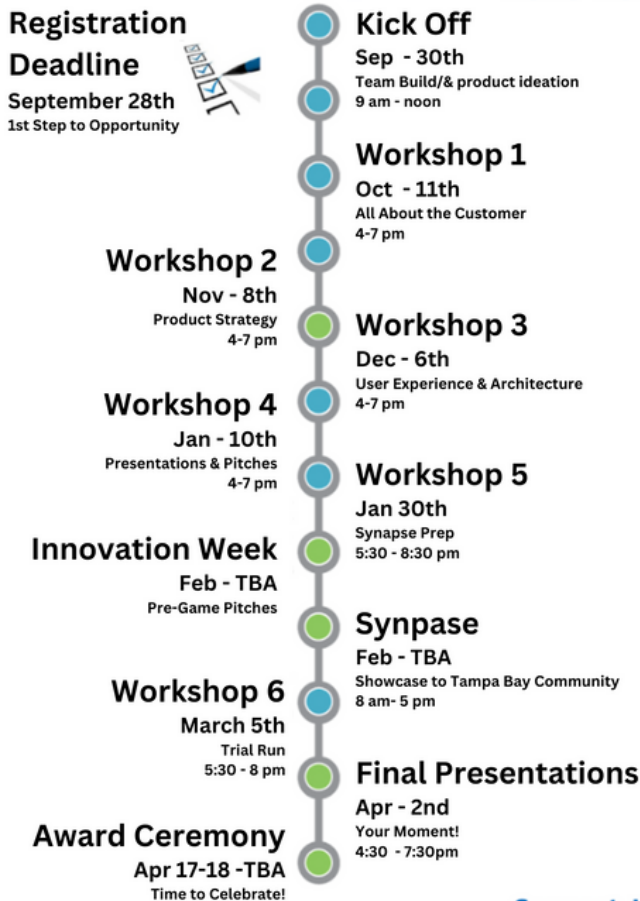 Registration
Deadline
September 28th
1st Step to Opportunity
Kick Off
Sep - 30th
Team Build/& product ideation
9 am - noon
Workshop 1
Oct - 11th
All About the Customer
4-7 pm
Workshop 2
Nov - 8th
Product Strategy
4-7 pm
Workshop 3
Dec - 6th
User Experience & Architecture
4-7 pm
Workshop 4
Jan - 10th
Presentations & Pitches
4-7 pm
Workshop 5
Jan 30th
Synapse Prep
5:30 - 8:30 pm
Innovation Week
Feb - TBA
Pre-Game Pitches
Synpase
Feb - TBA
Showcase to Tampa Bay Community
8 am- 5 pm
Workshop 6
March 5th
Trial Run
5:30 - 8 pm
Final Presentations
Apr - 2nd
Your Moment!
4:30 - 7:30pm
Award Ceremony
Apr 17-18 -TBA
Time to Celebrate!